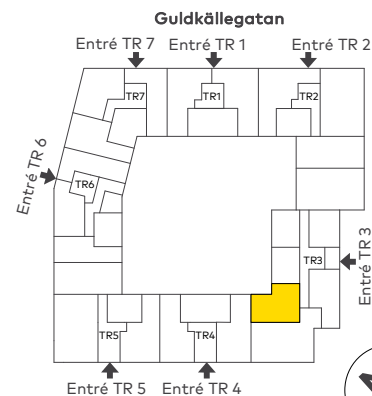 Guldkällegatan
Entré TR 7 Entré TR 1 Entré TR 2
TR7 TR1 TR2
Entré TR 6
TR6
TR3
Entré TR 3
TR5 TR4
Entré TR 5 Entré TR 4